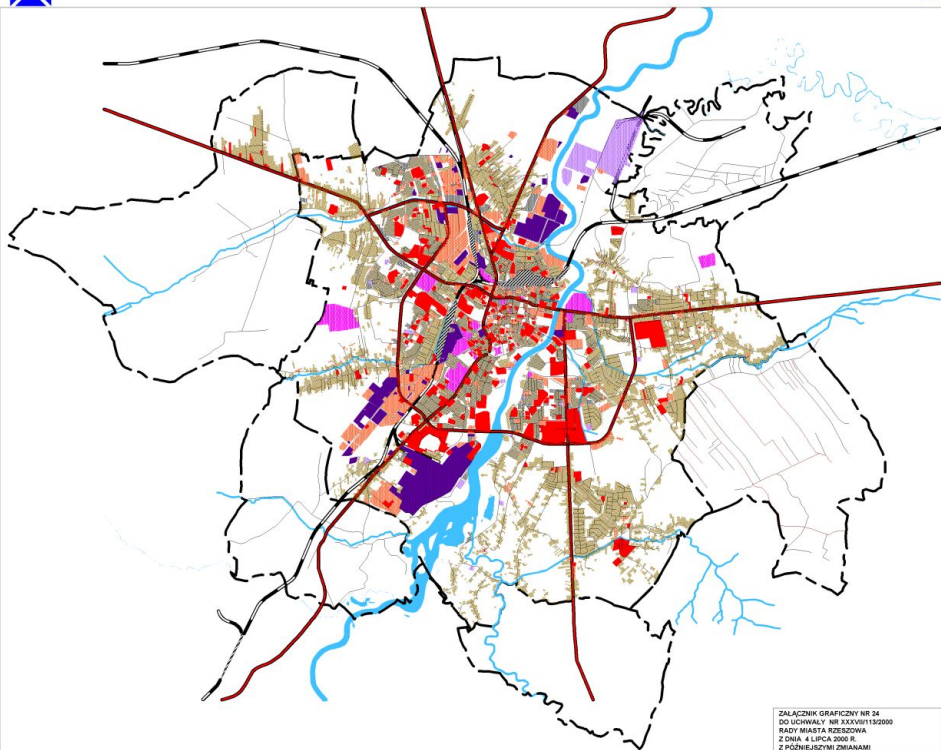 ZAŁĄCZNIK GRAFICZNY NR 24
DO UCHWAŁY NR XXXVII/113/2000
RADY MIASTA RZESZOWA
Z DNIA 4 LIPCA 2000 R.
Z PÓŹNIEJSZYMI ZMIANAMI